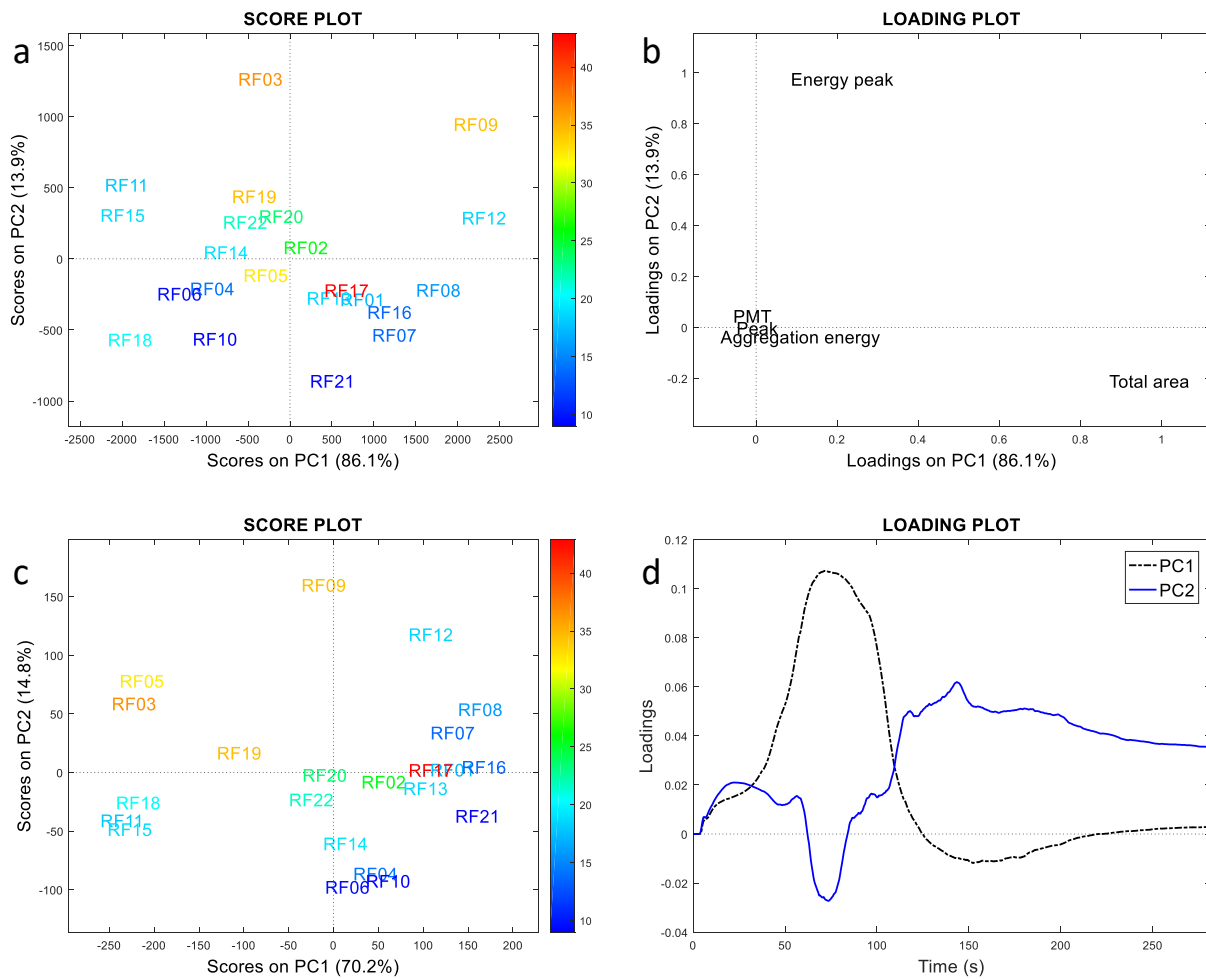 SCORE PLOT
a
1500
1000
500
0
-500
-1000
Scores on PC2 (13.9%)
RF03
RF09
RF11
RF15
RF19
RF20
RF22
RF12
RF02
RF14
RF05
RF04
RF06
RF17
RF13
RF01
RF08
RF16
RF07
RF18
RF10
RF21
-2500 -2000 -1500 -1000 -500 0 500 1000 1500 2000 2500
Scores on PC1 (86.1%)
40
35
30
25
20
15
10
LOADING PLOT
b
1
0.8
0.6
0.4
0.2
0
-0.2
Loadings on PC2 (13.9%)
Energy peak
PMT
Peak
Aggregation energy
Total area
0 0.2 0.4 0.6 0.8 1
Loadings on PC1 (86.1%)
SCORE PLOT
c
150
100
50
0
-50
-100
Scores on PC2 (14.8%)
RF09
RF12
RF05
RF03
RF08
RF07
RF19
RF20
RF02
RF17
RF01
RF16
RF13
RF22
RF18
RF11
RF15
RF21
RF14
RF04
RF10
RF06
-250 -200 -150 -100 -50 0 50 100 150 200
Scores on PC1 (70.2%)
40
35
30
25
20
15
10
LOADING PLOT
d
0.12
0.1
0.08
0.06
0.04
0.02
0
-0.02
-0.04
Loadings
PC1
PC2
0 50 100 150 200 250
Time (s)